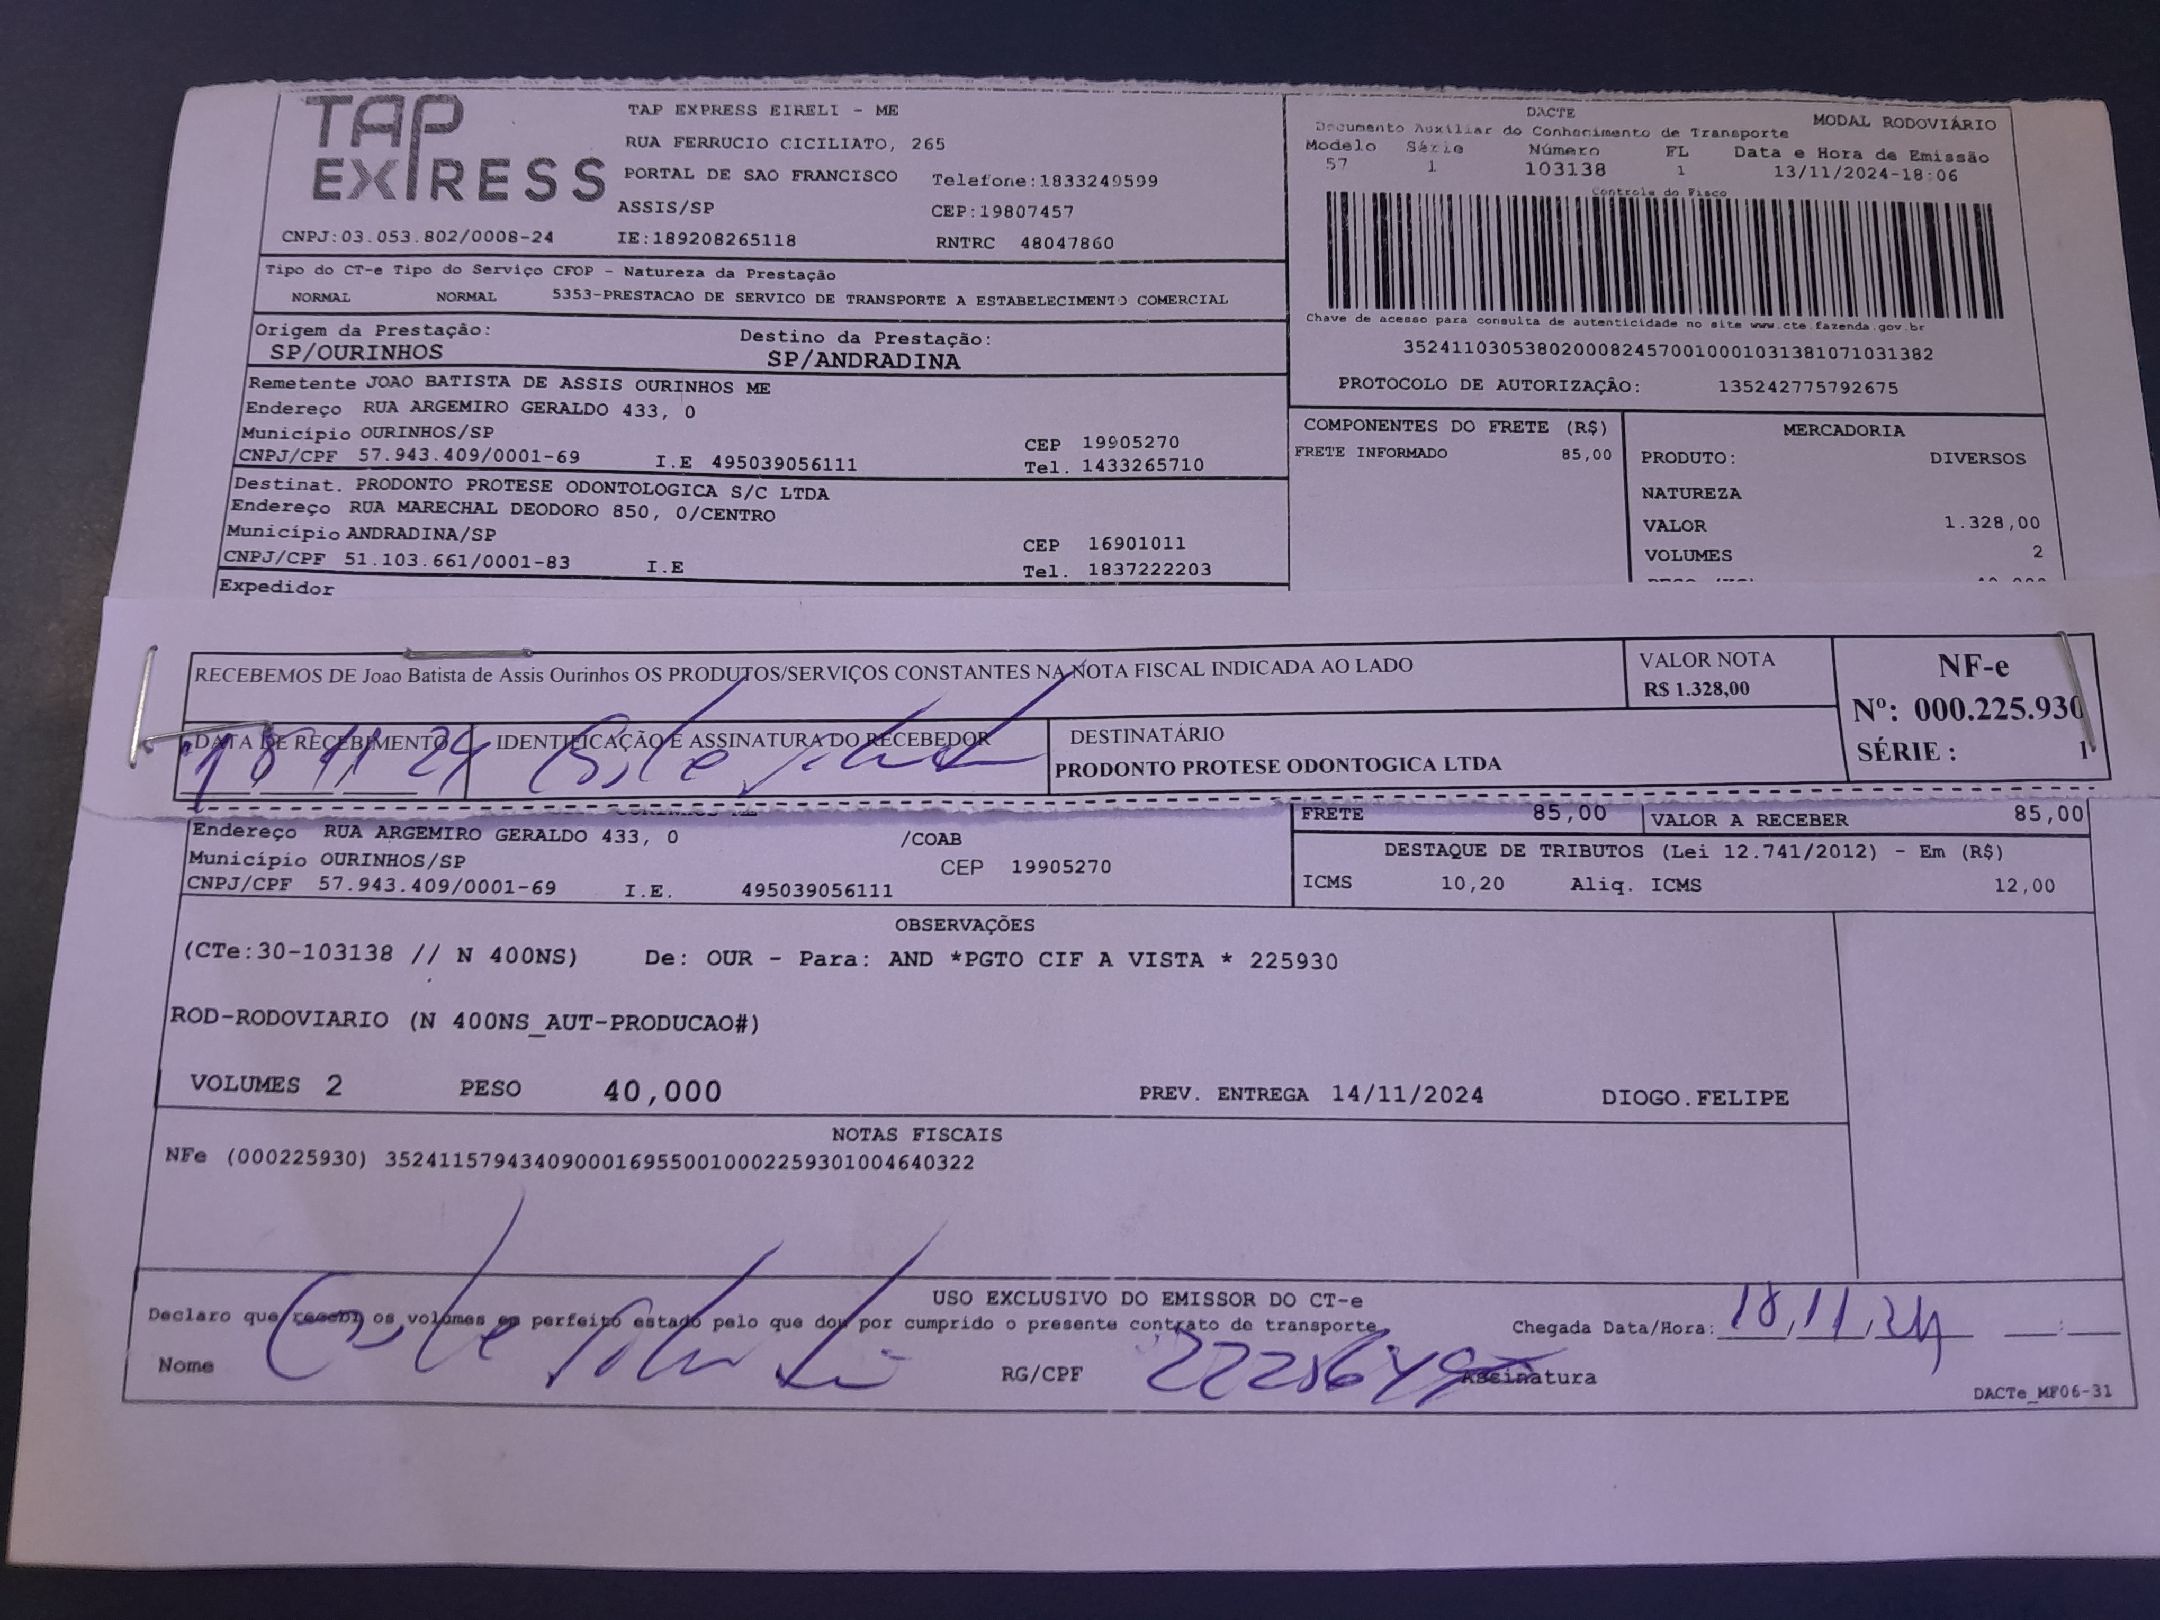 TAP EXPRESS
TAP EXPRESS EIRELI - ME
RUA FERRUCIO CICILIATO, 265
PORTAL DE SAO FRANCISCO Telefone:1833249599
ASSIS/SP CEP:19807457
CNPJ:03.053.802/0008-24 IE:189208265118 RNTRC 48047860
DACTE
Documento Auxiliar do Conhecimento de Transporte MODAL RODOVIÁRIO
Modelo Série Número FL Data e Hora de Emissão
57 1 103138 1 13/11/2024-18:06
Controle do Fisco
Chave de acesso para consulta de autenticidade no site www.cte.fazenda.gov.br
35241103053802000824570010001031381071031382
PROTOCOLO DE AUTORIZAÇÃO: 135242775792675
Tipo do CT-e Tipo do Serviço CFOP - Natureza da Prestação
NORMAL NORMAL 5353-PRESTACAO DE SERVICO DE TRANSPORTE A ESTABELECIMENTO COMERCIAL
Origem da Prestação: Destino da Prestação:
SP/OURINHOS SP/ANDRADINA
Remetente JOAO BATISTA DE ASSIS OURINHOS ME
Endereço RUA ARGEMIRO GERALDO 433, 0
Município OURINHOS/SP CEP 19905270
CNPJ/CPF 57.943.409/0001-69 I.E 495039056111 Tel. 1433265710
Destinat. PRODONTO PROTESE ODONTOLOGICA S/C LTDA
Endereço RUA MARECHAL DEODORO 850, 0/CENTRO
Município ANDRADINA/SP CEP 16901011
CNPJ/CPF 51.103.661/0001-83 I.E Tel. 1837222203
Expedidor
COMPONENTES DO FRETE (R$)
FRETE INFORMADO 85,00
MERCADORIA
PRODUTO: DIVERSOS
NATUREZA
VALOR 1.328,00
VOLUMES 2
RECEBEMOS DE Joao Batista de Assis Ourinhos OS PRODUTOS/SERVIÇOS CONSTANTES NA NOTA FISCAL INDICADA AO LADO
VALOR NOTA
R$ 1.328,00
NF-e
Nº: 000.225.930
SÉRIE : 1
DATA DE RECEBIMENTO IDENTIFICAÇÃO E ASSINATURA DO RECEBEDOR
18 11 24
DESTINATÁRIO
PRODONTO PROTESE ODONTOGICA LTDA
Endereço RUA ARGEMIRO GERALDO 433, 0 /COAB
Município OURINHOS/SP CEP 19905270
CNPJ/CPF 57.943.409/0001-69 I.E. 495039056111
FRETE 85,00 VALOR A RECEBER 85,00
DESTAQUE DE TRIBUTOS (Lei 12.741/2012) - Em (R$)
ICMS 10,20 Aliq. ICMS 12,00
OBSERVAÇÕES
(CTe:30-103138 // N 400NS) De: OUR - Para: AND *PGTO CIF A VISTA * 225930
ROD-RODOVIARIO (N 400NS_AUT-PRODUCAO#)
VOLUMES 2 PESO 40,000 PREV. ENTREGA 14/11/2024 DIOGO.FELIPE
NOTAS FISCAIS
NFe (000225930) 35241157943409000169550010002259301004640322
USO EXCLUSIVO DO EMISSOR DO CT-e
Declaro que recebi os volumes em perfeito estado pelo que dou por cumprido o presente contrato de transporte
Chegada Data/Hora: 18,11,24
Nome RG/CPF Assinatura
DACTe_MF06-31